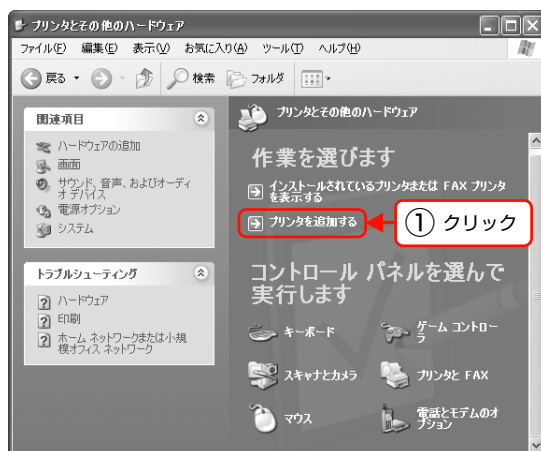 プリンタとその他のハードウェア
ファイル(F) 編集(E) 表示(V) お気に入り(A) ツール(T) ヘルプ(H)
戻る 検索 フォルダ
関連項目
ハードウェアの追加
画面
サウンド、音声、およびオーディ
オ デバイス
電源オプション
システム
トラブルシューティング
ハードウェア
印刷
ホーム ネットワークまたは小規
模オフィス ネットワーク
プリンタとその他のハードウェア
作業を選びます
インストールされているプリンタまたは FAX プリンタ
を表示する
プリンタを追加する
① クリック
コントロール パネルを選んで
実行します
キーボード
ゲーム コントロー
ラ
スキャナとカメラ
プリンタと FAX
マウス
電話とモデムのオ
プション